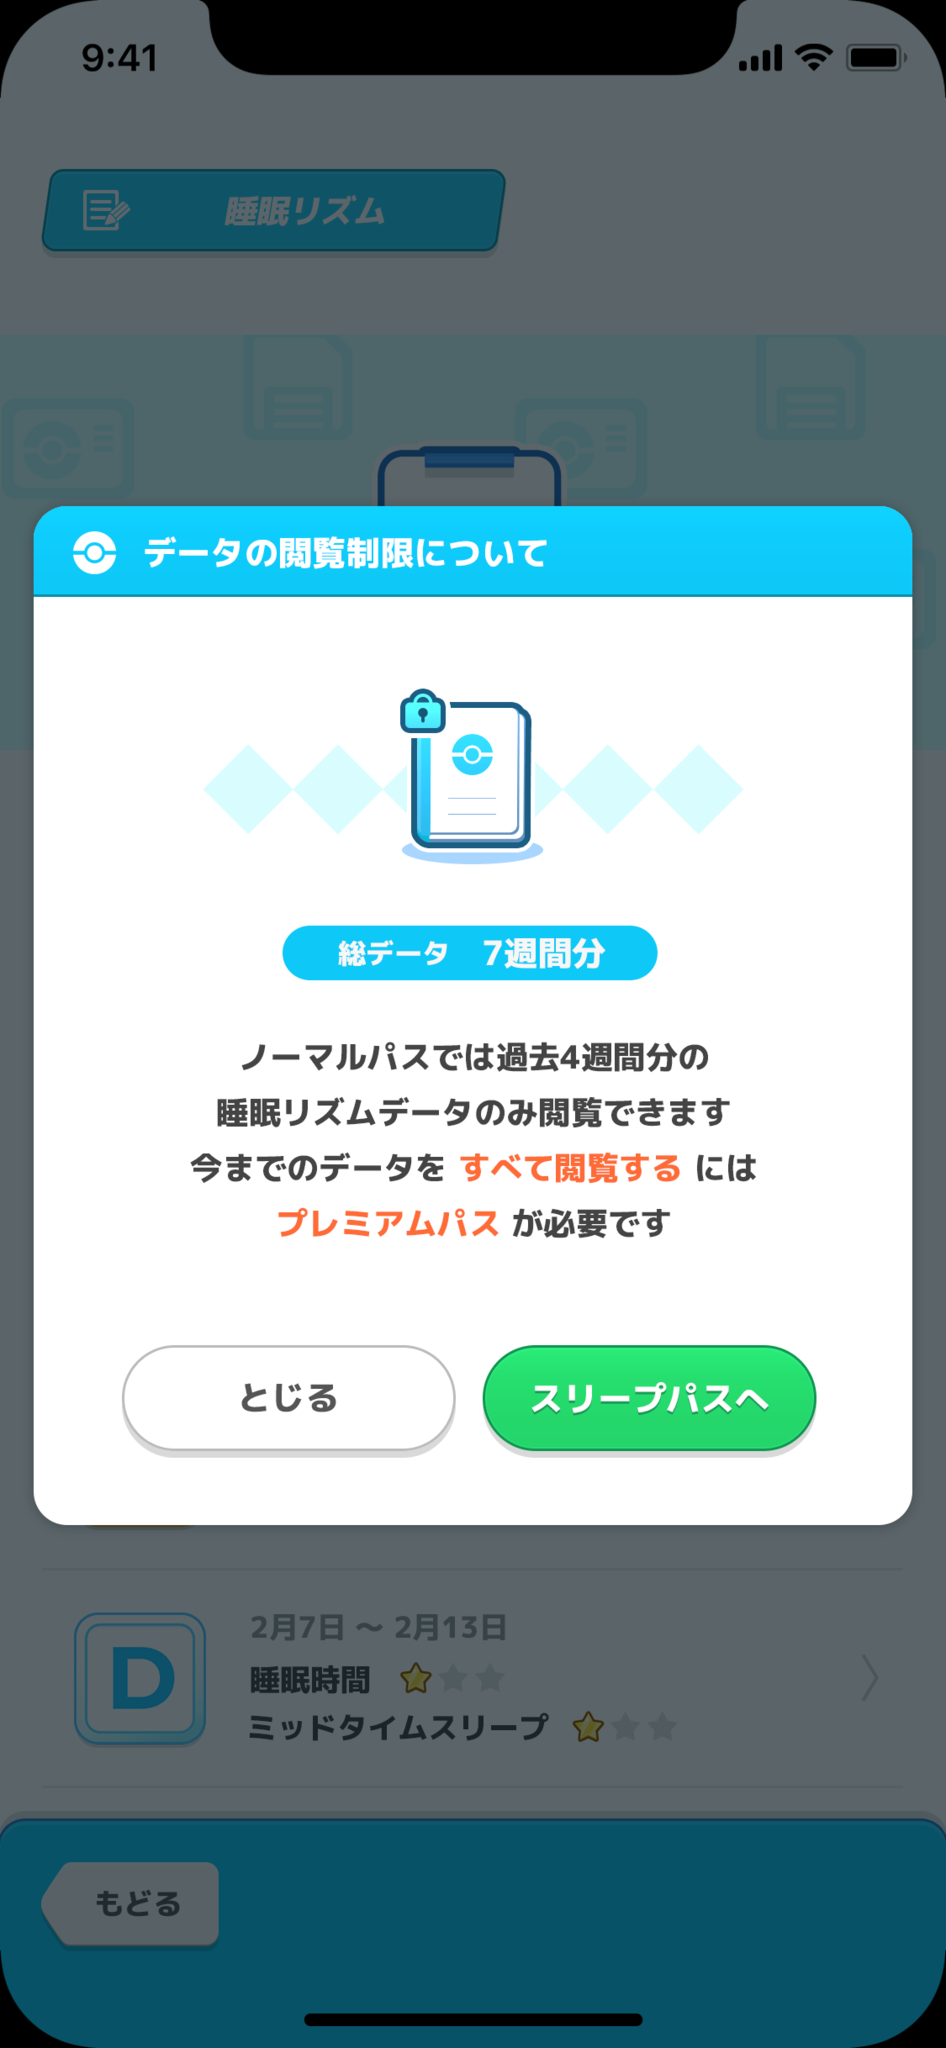 9:41
睡眠リズム
データの閲覧制限について
総データ 7週間分
ノーマルパスでは過去4週間分の
睡眠リズムデータのみ閲覧できます
今までのデータを すべて閲覧する には
プレミアムパス が必要です
とじる
スリープパスへ
D
2月7日 ～ 2月13日
睡眠時間
ミッドタイムスリープ
もどる